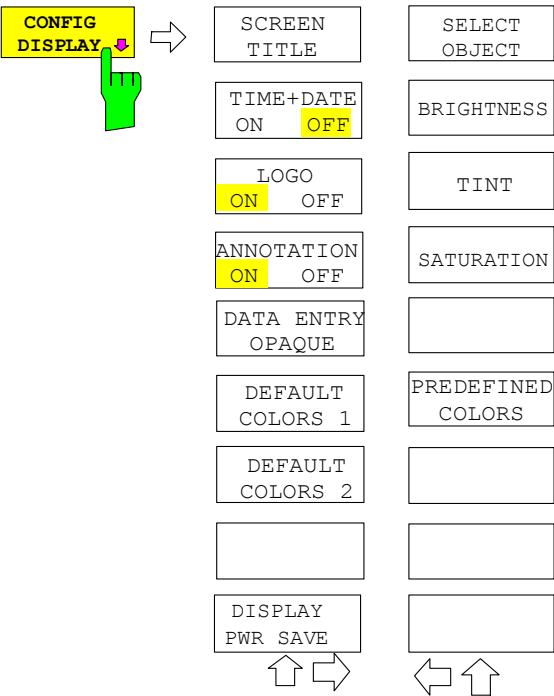 CONFIG
DISPLAY
SCREEN
TITLE
TIME+DATE
ON OFF
LOGO
ON OFF
ANNOTATION
ON OFF
DATA ENTRY
OPAQUE
DEFAULT
COLORS 1
DEFAULT
COLORS 2
DISPLAY
PWR SAVE
SELECT
OBJECT
BRIGHTNESS
TINT
SATURATION
PREDEFINED
COLORS